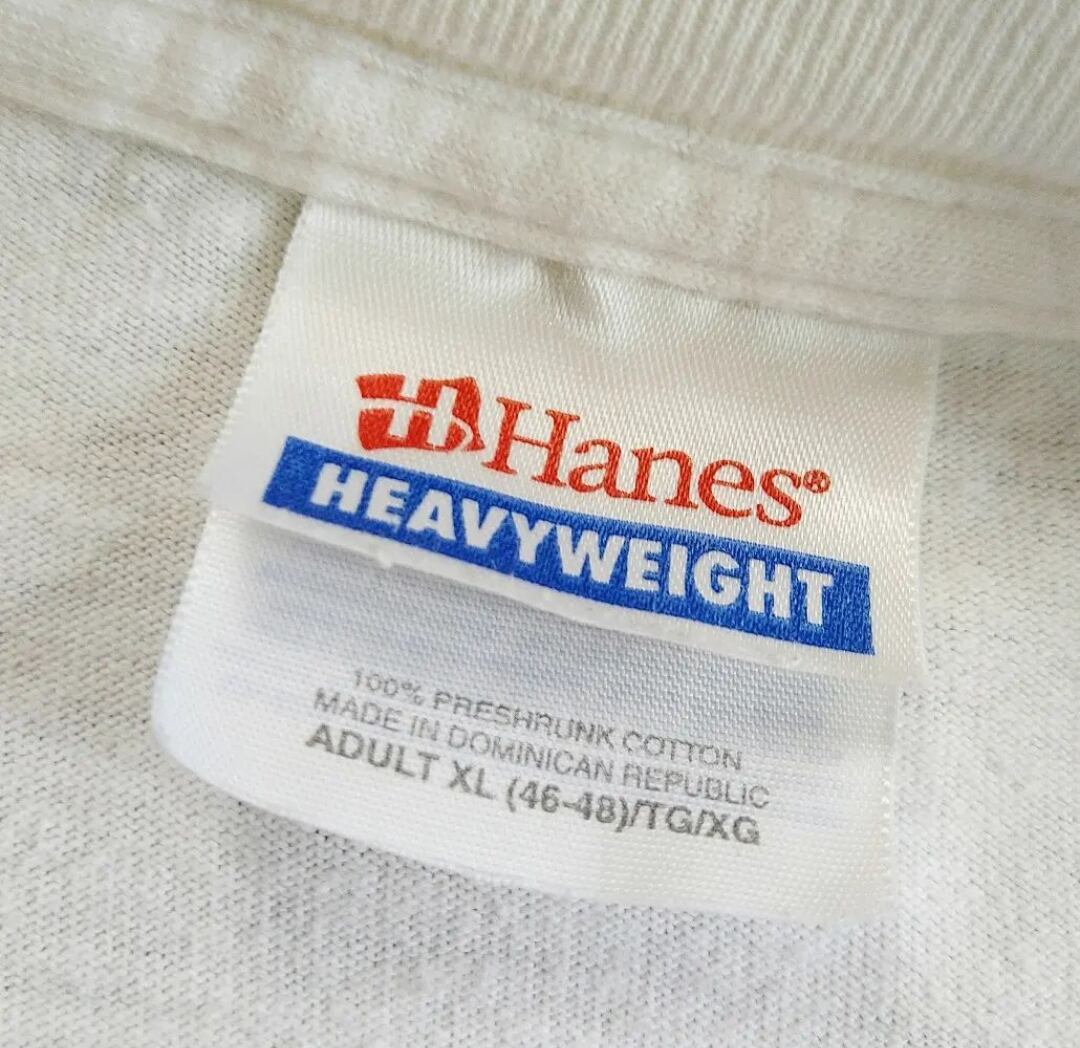 Hanes®
HEAVYWEIGHT
100% PRESHRUNK COTTON
MADE IN DOMINICAN REPUBLIC
ADULT XL (46-48)/TG/XG